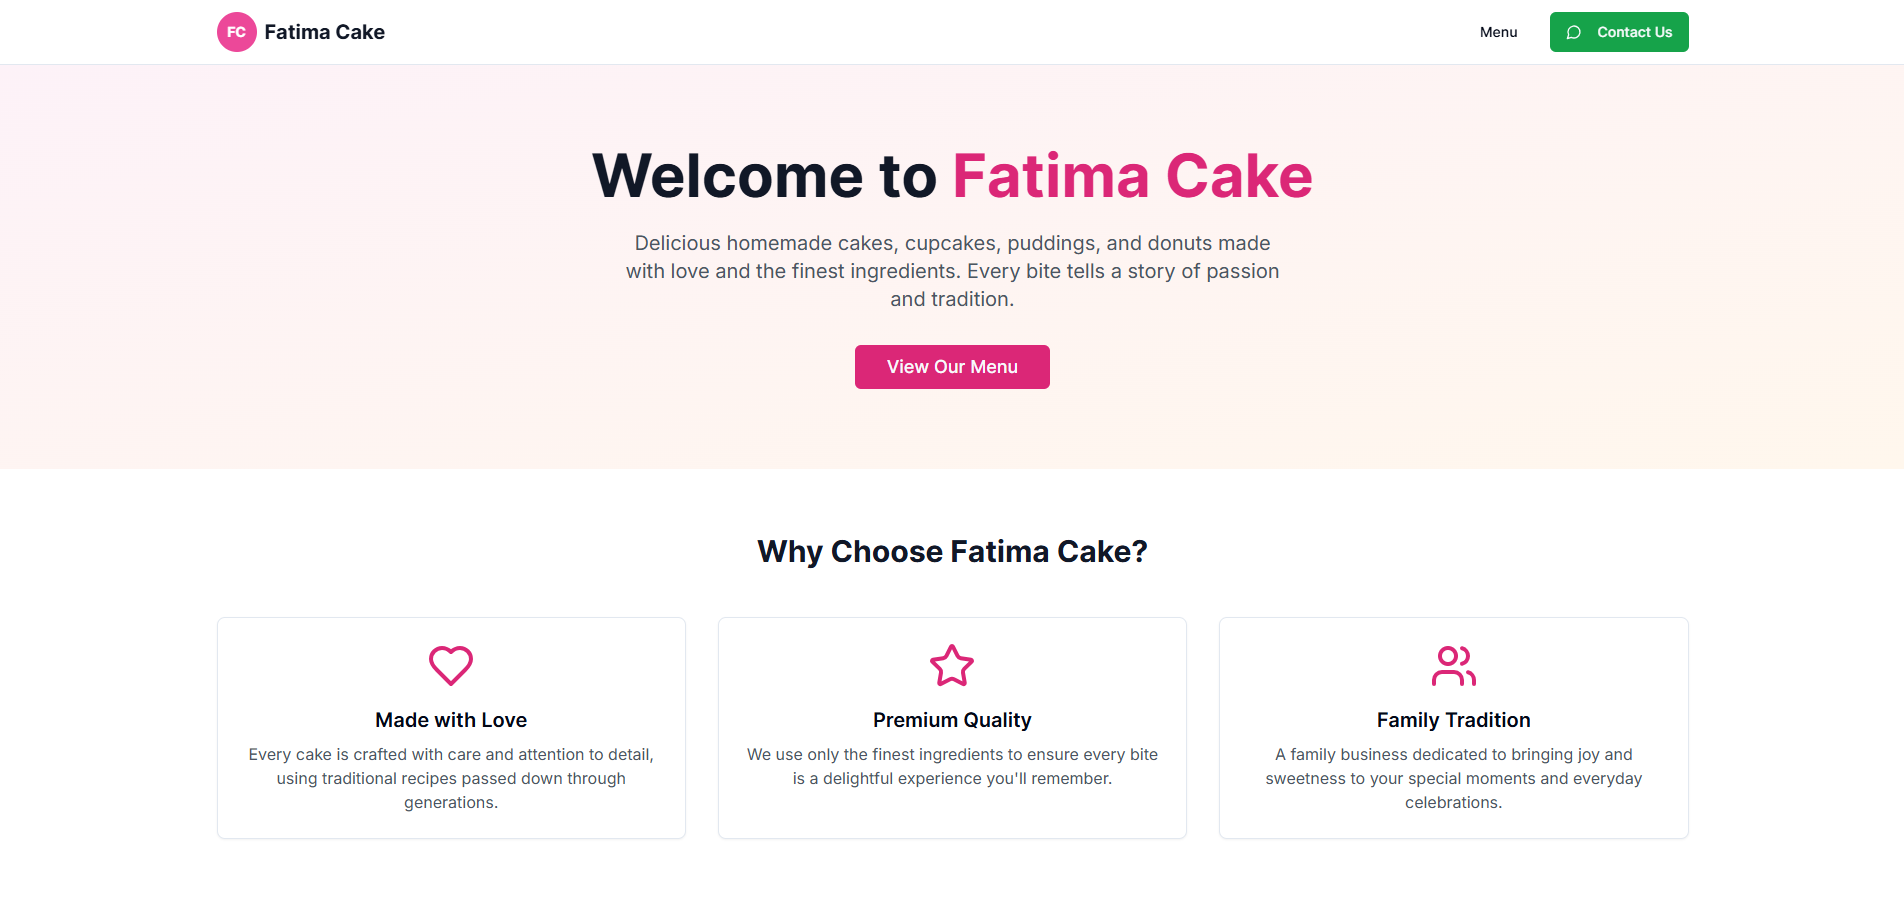 FC
Fatima Cake
Menu
Contact Us
Welcome to Fatima Cake
Delicious homemade cakes, cupcakes, puddings, and donuts made
with love and the finest ingredients. Every bite tells a story of passion
and tradition.
View Our Menu
Why Choose Fatima Cake?
Made with Love
Every cake is crafted with care and attention to detail,
using traditional recipes passed down through
generations.
Premium Quality
We use only the finest ingredients to ensure every bite
is a delightful experience you'll remember.
Family Tradition
A family business dedicated to bringing joy and
sweetness to your special moments and everyday
celebrations.